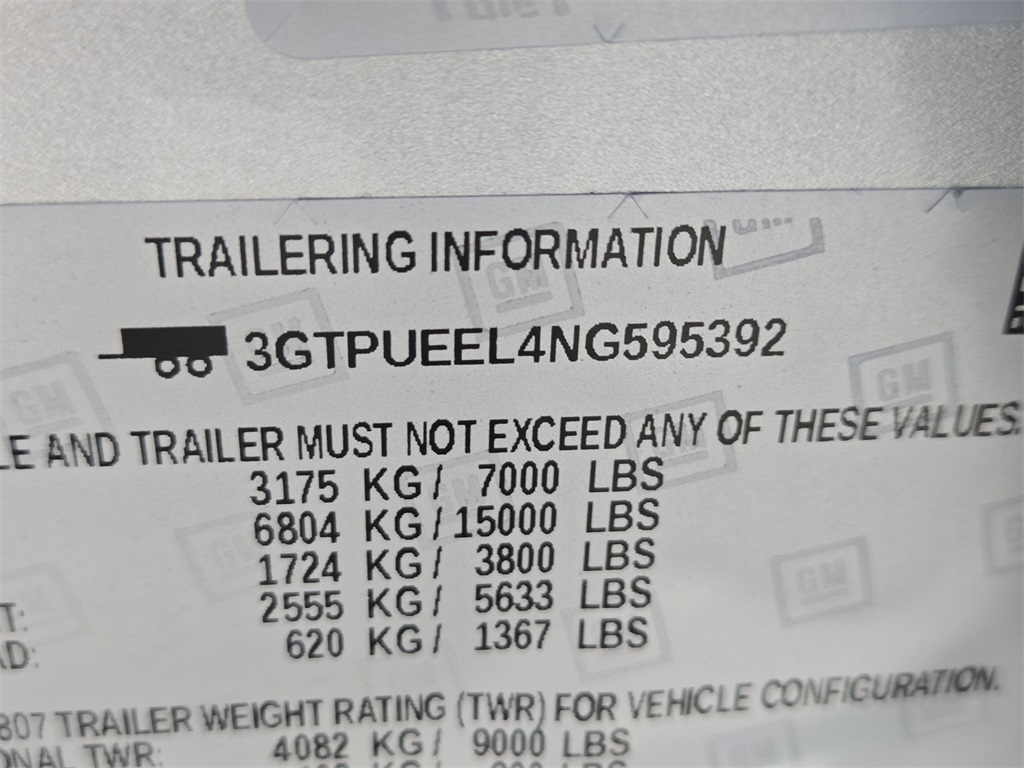 TRAILERING INFORMATION
3GTPUEEL4NG595392
LE AND TRAILER MUST NOT EXCEED ANY OF THESE VALUES.
3175 KG/ 7000 LBS
6804 KG/15000 LBS
1724 KG/ 3800 LBS
T: 2555 KG/ 5633 LBS
AD: 620 KG/ 1367 LBS
807 TRAILER WEIGHT RATING (TWR) FOR VEHICLE CONFIGURATION.
ONAL TWR: 4082 KG/ 9000 LBS